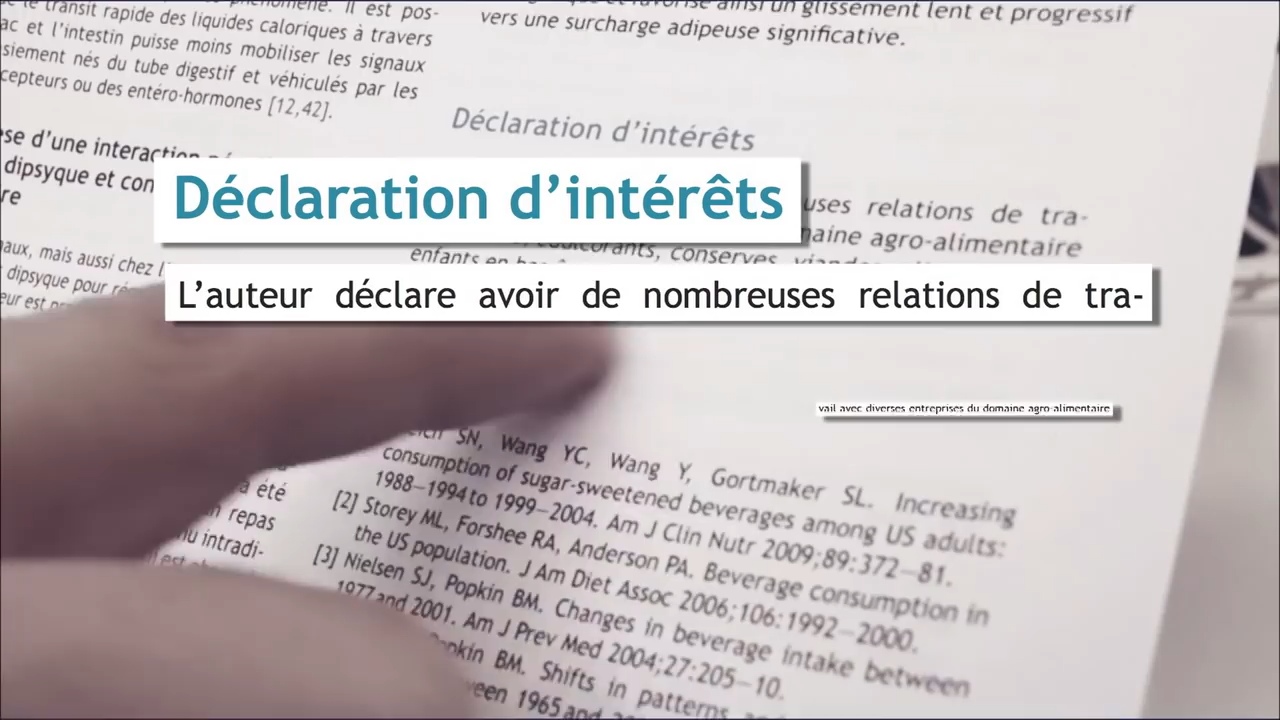 le transit rapide des liquides caloriques à travers
ac et l'intestin puisse moins mobiliser les signaux
siement nés du tube digestif et véhiculés par les
cepteurs ou des entéro-hormones [12,42].
se d'une interaction
dipsyque et con
re
naux, mais aussi chez
dipsyque pour
eur est
a été
repas
nu intradi-
ainsi un glissement lent et progressif
vers une surcharge adipeuse significative.
Déclaration d'intérêts
Déclaration d'intérêts
uses relations de tra-
maine agro-alimentaire
édulcorants, conserves,
enfants en
L'auteur déclare avoir de nombreuses relations de tra-
vail avec diverses entreprises du domaine agro-alimentaire
SN, Wang YC, Wang Y, Gortmaker SL. Increasing
consumption of sugar-sweetened beverages among US adults:
1988–1994 to 1999–2004. Am J Clin Nutr 2009;89:372–81.
[2] Storey ML, Forshee RA, Anderson PA. Beverage consumption in
the US population. J Am Diet Assoc 2006;106:1992–2000.
[3] Nielsen SJ, Popkin BM. Changes in beverage intake between
1977 and 2001. Am J Prev Med 2004;27:205–10.
opkin BM. Shifts in patterns
een 1965 and